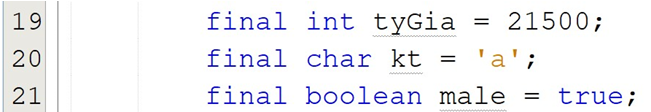 19 final int tyGia = 21500;
20 final char kt = 'a';
21 final boolean male = true;